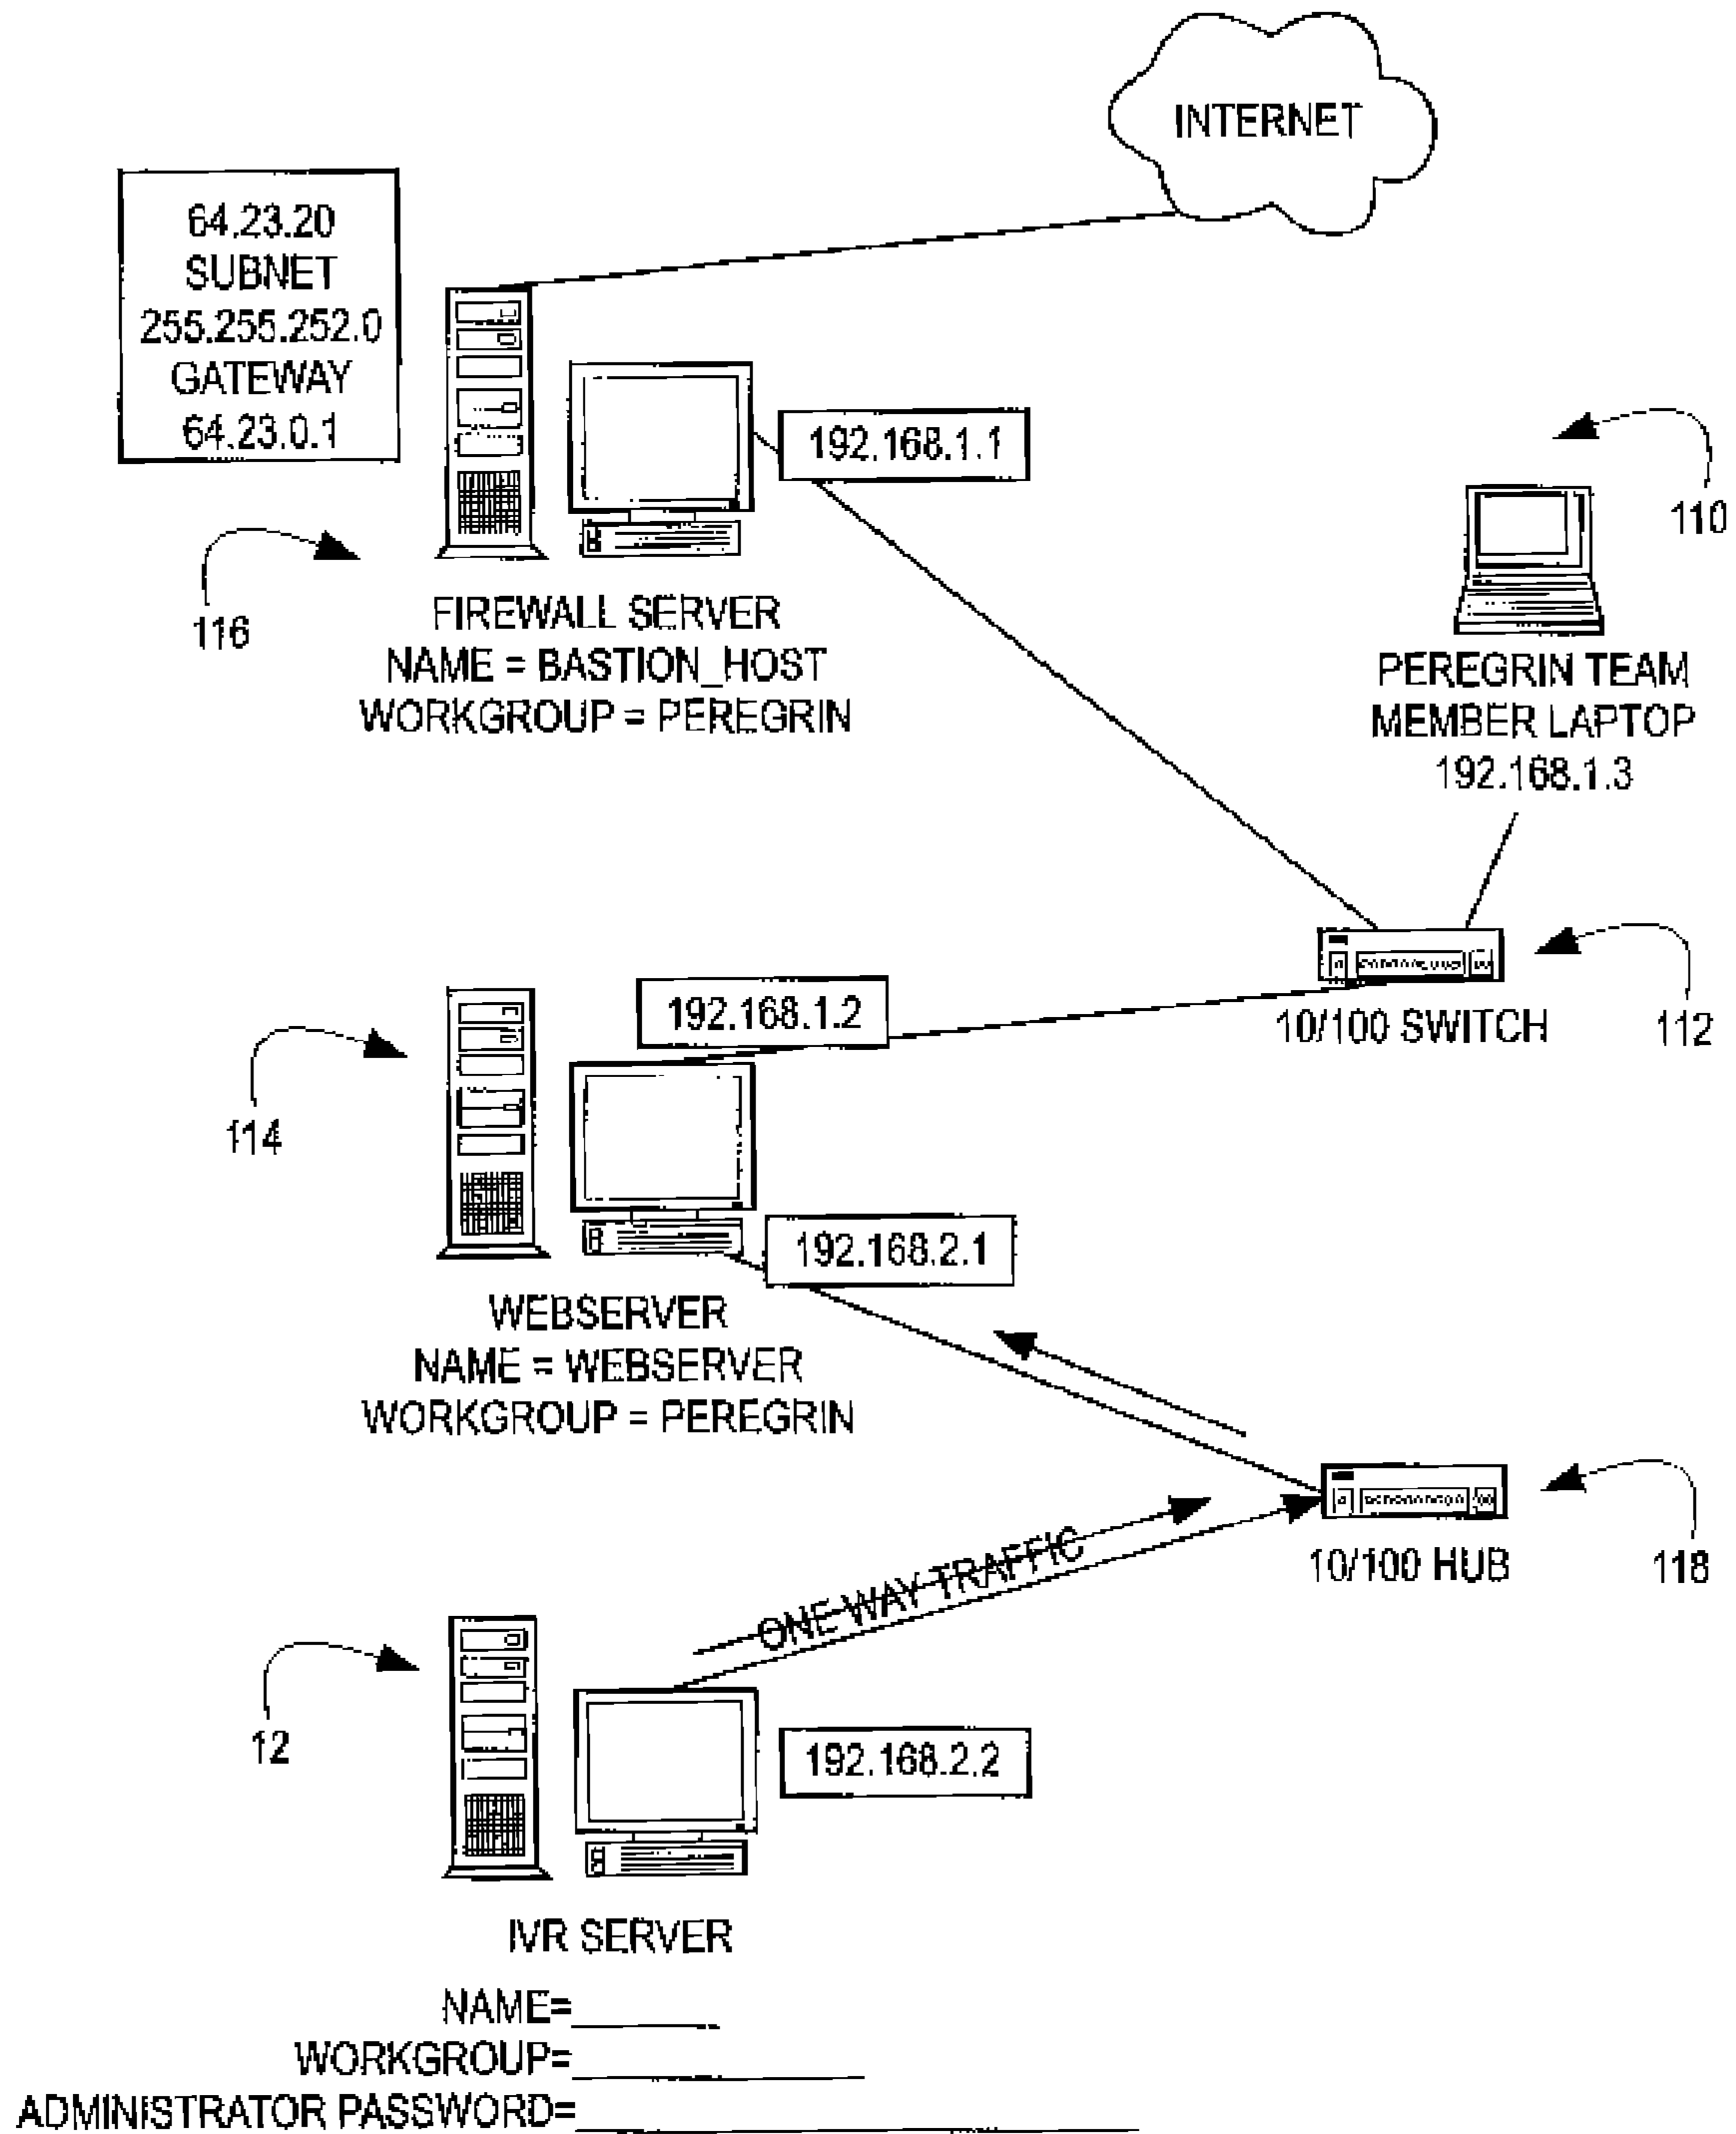 INTERNET
64.23.20
SUBNET
255.255.252.0
GATEWAY
64.23.0.1
192.168.1.1
110
116
FIREWALL SERVER
NAME = BASTION_HOST
WORKGROUP = PEREGRIN
PEREGRIN TEAM
MEMBER LAPTOP
192.168.1.3
192.168.1.2
10/100 SWITCH
112
114
192.168.2.1
WEBSERVER
NAME = WEBSERVER
WORKGROUP = PEREGRIN
ONE WAY TRAFFIC
10/100 HUB
118
12
192.168.2.2
IVR SERVER
NAME=________
WORKGROUP=________________
ADMINISTRATOR PASSWORD=______________________________